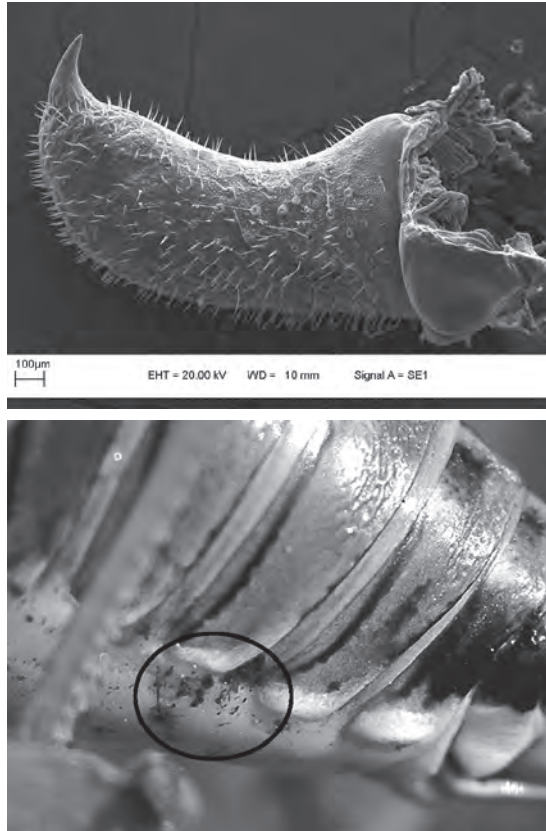 100µm
EHT = 20.00 kV WD = 10 mm Signal A = SE1